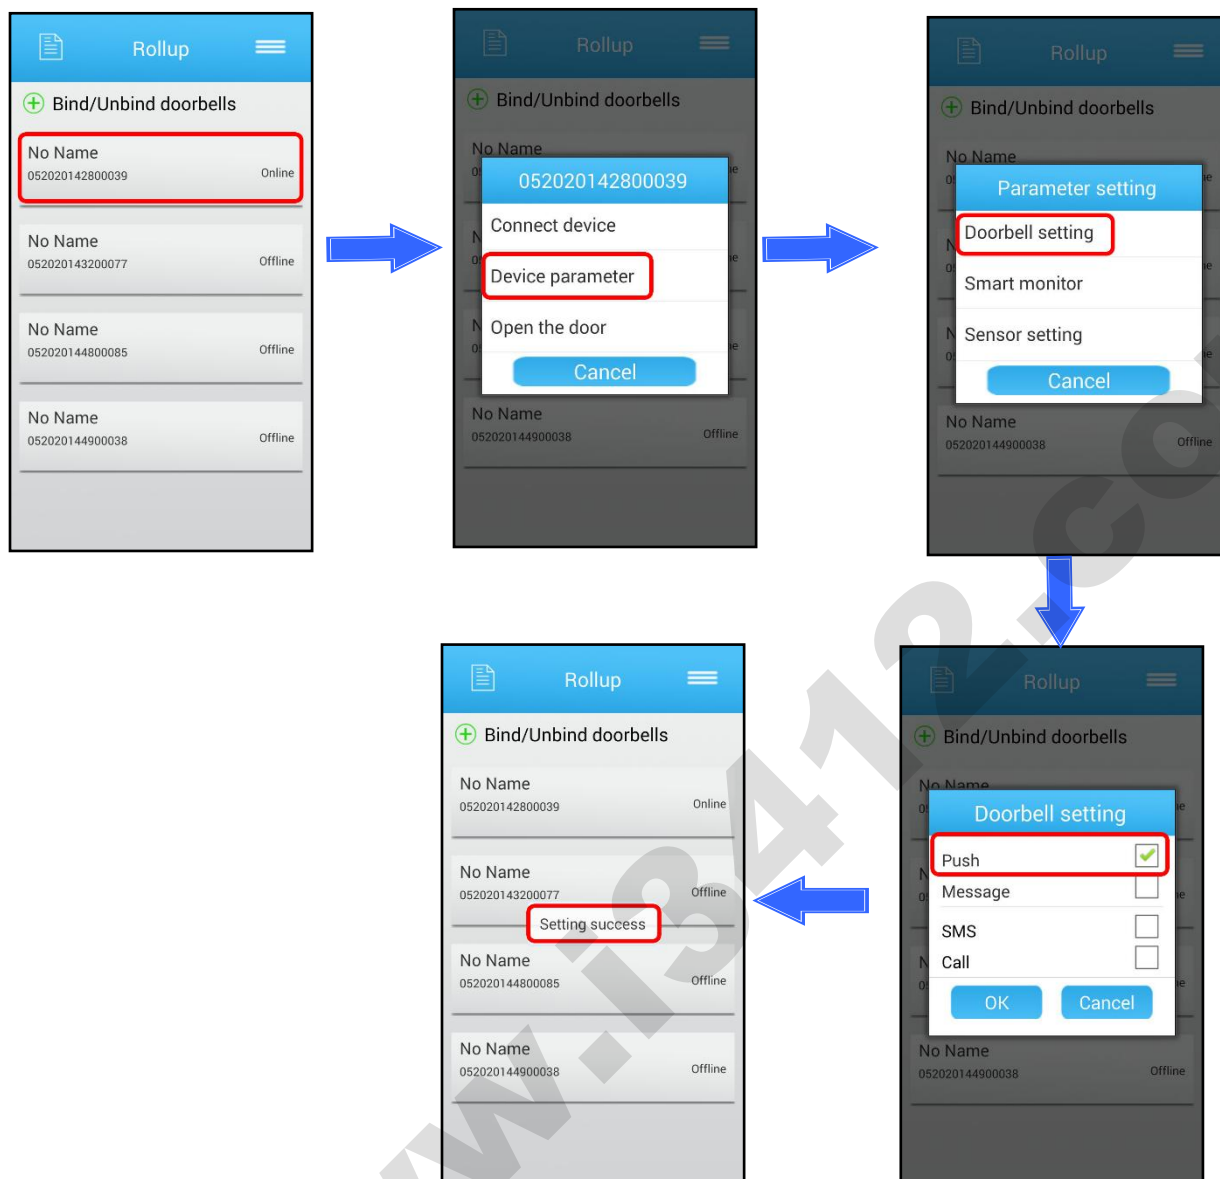 Rollup
Bind/Unbind doorbells
No Name
052020142800039
Online
No Name
052020143200077
Offline
No Name
052020144800085
Offline
No Name
052020144900038
Offline
Rollup
Bind/Unbind doorbells
No Name
052020142800039
Connect device
Device parameter
Open the door
Cancel
No Name
052020144900038
Offline
Rollup
Bind/Unbind doorbells
No Name
Parameter setting
Doorbell setting
Smart monitor
Sensor setting
Cancel
No Name
052020144900038
Offline
Rollup
Bind/Unbind doorbells
No Name
052020142800039
Online
No Name
052020143200077
Offline
Setting success
No Name
052020144800085
Offline
No Name
052020144900038
Offline
Rollup
Bind/Unbind doorbells
No Name
Doorbell setting
Push
Message
SMS
Call
OK
Cancel
No Name
052020144900038
Offline
w.i3412.co